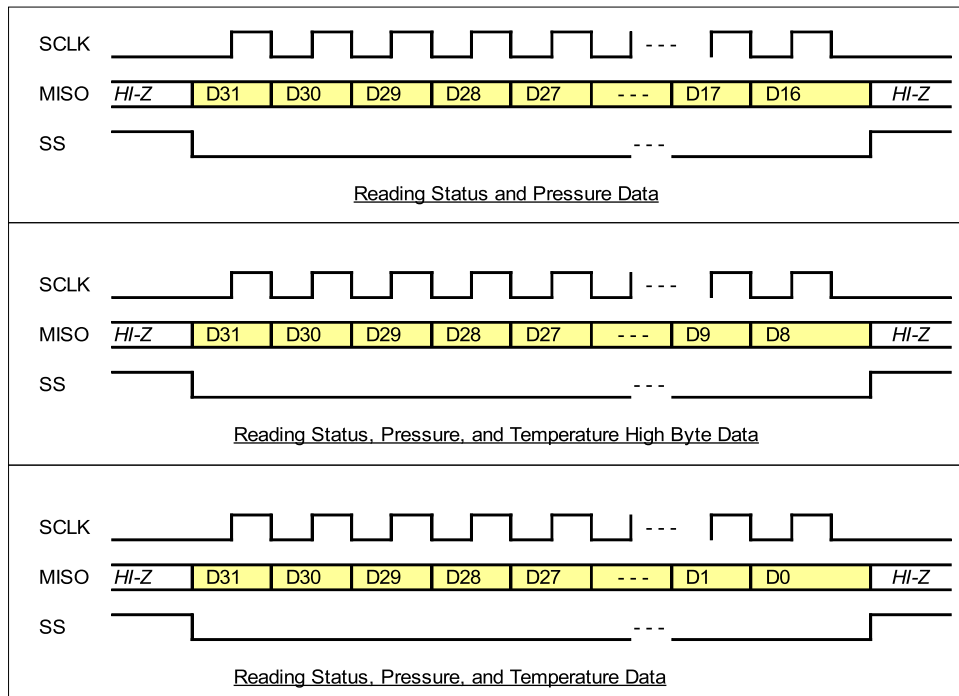 SCLK - - -
MISO HI-Z D31 D30 D29 D28 D27 - - - D17 D16 HI-Z
SS - - -
Reading Status and Pressure Data
SCLK - - -
MISO HI-Z D31 D30 D29 D28 D27 - - - D9 D8 HI-Z
SS - - -
Reading Status, Pressure, and Temperature High Byte Data
SCLK - - -
MISO HI-Z D31 D30 D29 D28 D27 - - - D1 D0 HI-Z
SS - - -
Reading Status, Pressure, and Temperature Data